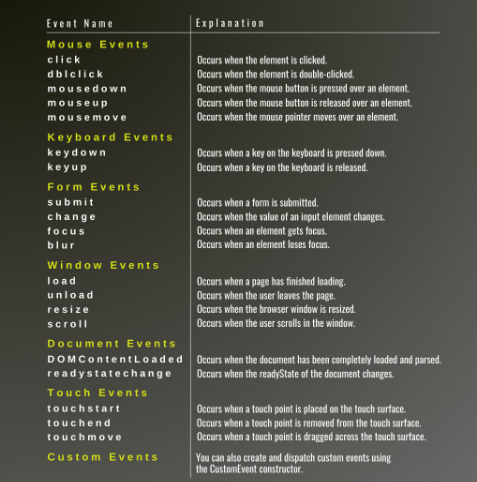 Event Name Explanation
Mouse Events
click Occurs when the element is clicked.
dblclick Occurs when the element is double-clicked.
mousedown Occurs when the mouse button is pressed over an element.
mouseup Occurs when the mouse button is released over an element.
mousemove Occurs when the mouse pointer moves over an element.
Keyboard Events
keydown Occurs when a key on the keyboard is pressed down.
keyup Occurs when a key on the keyboard is released.
Form Events
submit Occurs when a form is submitted.
change Occurs when the value of an input element changes.
focus Occurs when an element gets focus.
blur Occurs when an element loses focus.
Window Events
load Occurs when a page has finished loading.
unload Occurs when the user leaves the page.
resize Occurs when the browser window is resized.
scroll Occurs when the user scrolls in the window.
Document Events
DOMContentLoaded Occurs when the document has been completely loaded and parsed.
readystatechange Occurs when the readyState of the document changes.
Touch Events
touchstart Occurs when a touch point is placed on the touch surface.
touchend Occurs when a touch point is removed from the touch surface.
touchmove Occurs when a touch point is dragged across the touch surface.
Custom Events You can also create and dispatch custom events using
the CustomEvent constructor.